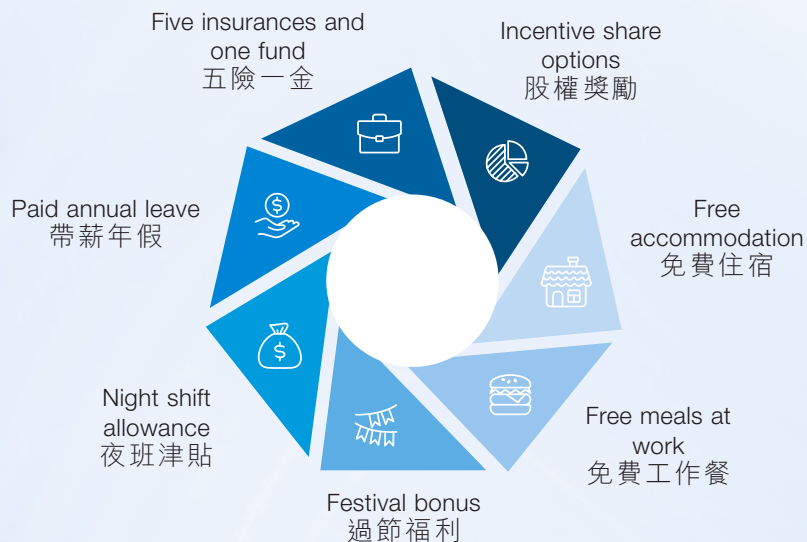 Five insurances and
one fund
五險一金
Incentive share
options
股權獎勵
Paid annual leave
帶薪年假
Free
accommodation
免費住宿
Night shift
allowance
夜班津貼
Free meals at
work
免費工作餐
Festival bonus
過節福利
$
$